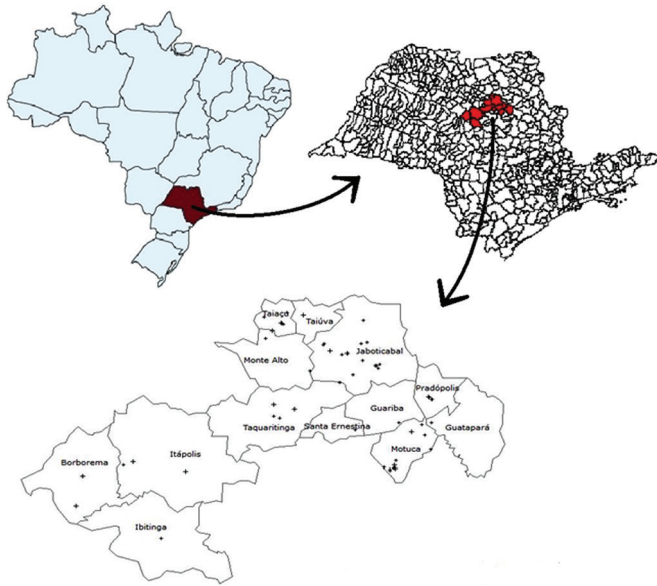 Taiaçu
Taiúva
Monte Alto
Jaboticabal
Pradópolis
Guariba
Taquaritinga
Santa Ernestina
Guatapará
Motuca
Itápolis
Borborema
Ibitinga